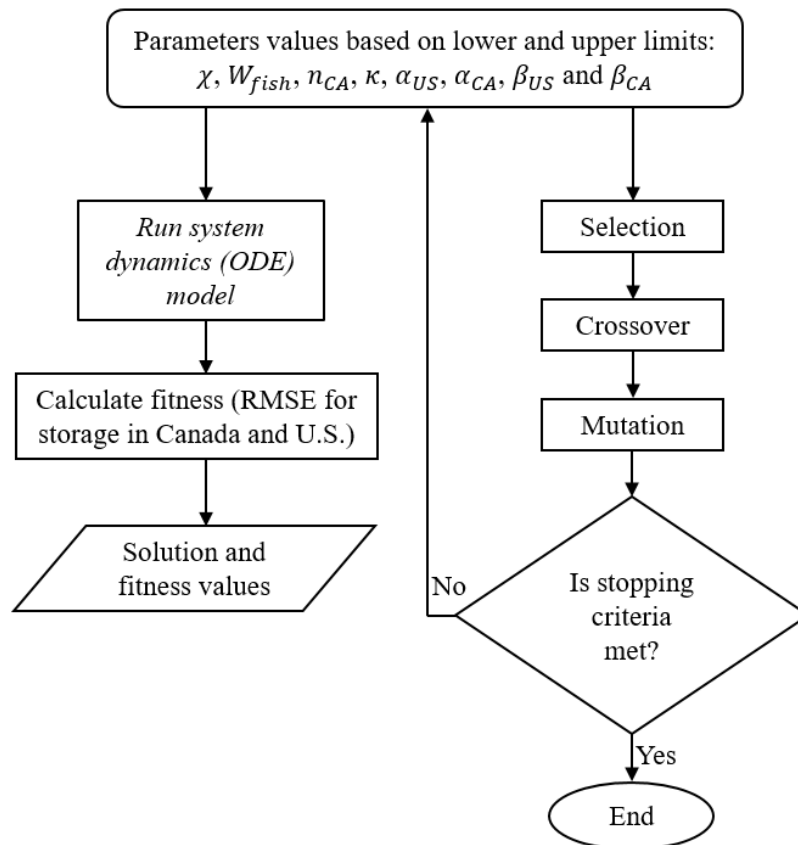 Parameters values based on lower and upper limits:
χ, W_fish, n_CA, κ, α_US, α_CA, β_US and β_CA
Run system
dynamics (ODE)
model
Calculate fitness (RMSE for
storage in Canada and U.S.)
Solution and
fitness values
Selection
Crossover
Mutation
No
Is stopping
criteria
met?
Yes
End